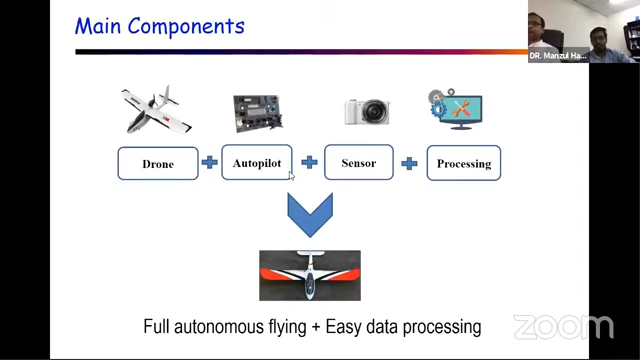 Main Components
DR. Manzul Ha...
Drone
Autopilot
Sensor
Processing
Full autonomous flying + Easy data processing
zoom